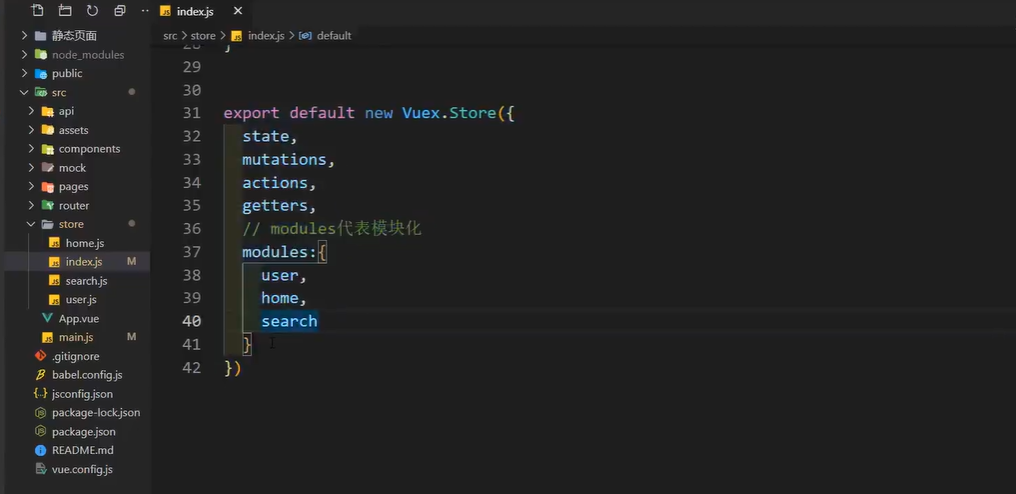 index.js
静态页面
node_modules
public
src
api
assets
components
mock
pages
router
store
home.js
index.js M
search.js
user.js
App.vue
main.js M
.gitignore
babel.config.js
jsconfig.json
package-lock.json
package.json
README.md
vue.config.js
src > store > index.js > default
29
30
31 export default new Vuex.Store({
32 state,
33 mutations,
34 actions,
35 getters,
36 // modules代表模块化
37 modules:{
38 user,
39 home,
40 search
41 }
42 })